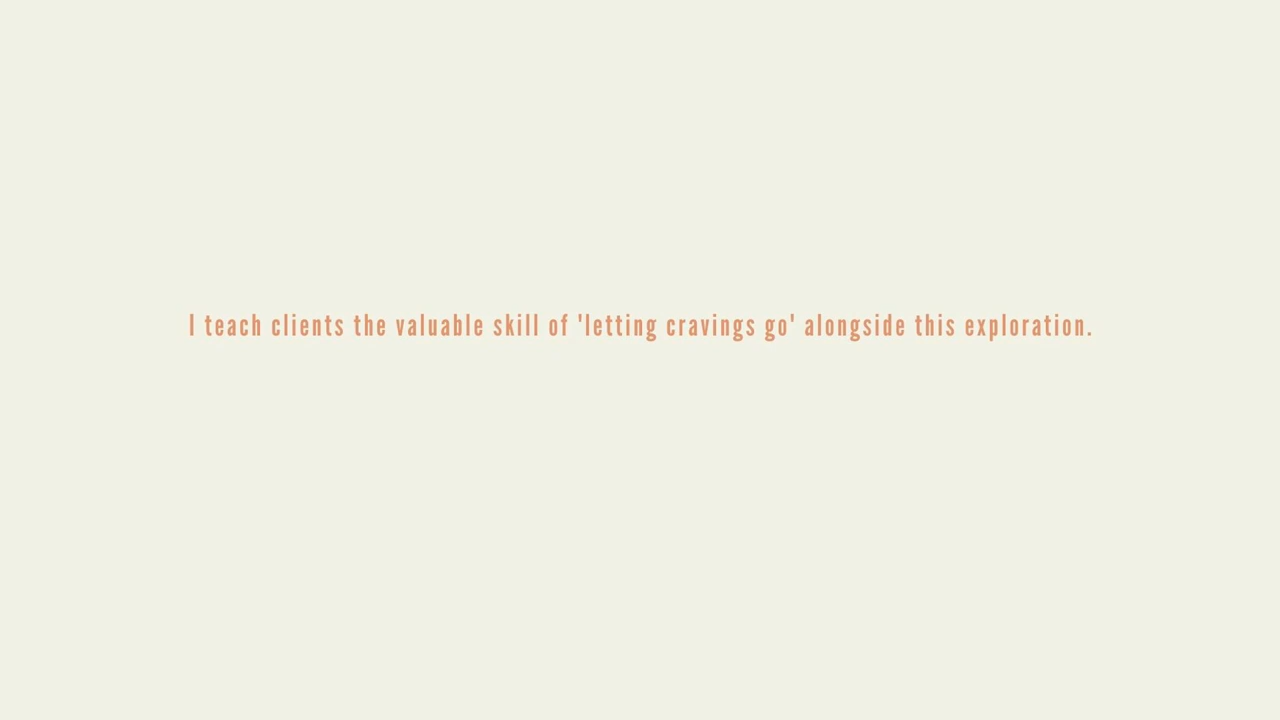 I teach clients the valuable skill of 'letting cravings go' alongside this exploration.